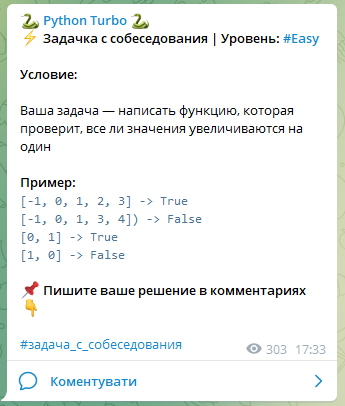 🐍 Python Turbo 🐍
⚡ Задачка с собеседования | Уровень: #Easy
Условие:
Ваша задача — написать функцию, которая
проверит, все ли значения увеличиваются на
один
Пример:
[-1, 0, 1, 2, 3] -> True
[-1, 0, 1, 3, 4]) -> False
[0, 1] -> True
[1, 0] -> False
📌 Пишите ваше решение в комментариях
👇
#задача_с_собеседования
303 17:33
Коментувати